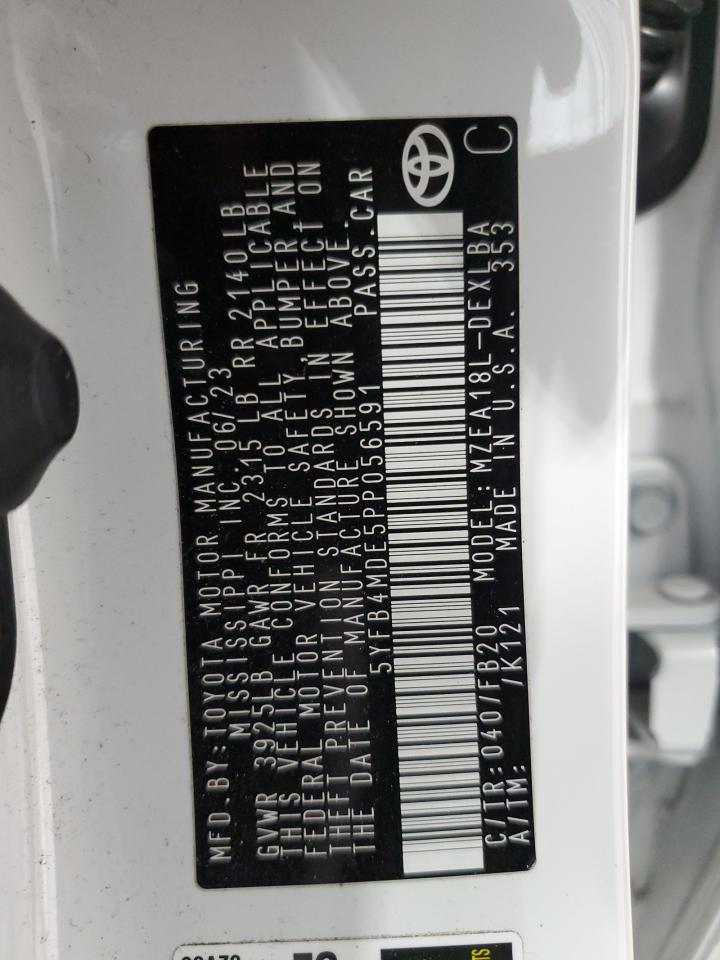 MFD.BY:TOYOTA MOTOR MANUFACTURING
MISSISSIPPI INC. 06/23
GVWR 3925LB GAWR FR 2315 LB RR 2140LB
THIS VEHICLE CONFORMS TO ALL APPLICABLE
FEDERAL MOTOR VEHICLE SAFETY, BUMPER AND
THEFT PREVENTION STANDARDS IN EFFECT ON
THE DATE OF MANUFACTURE SHOWN ABOVE.
5YFB4MDE5PP056591 PASS.CAR
C/TR:040/FB20 MODEL:MZEA18L-DEXLBA
A/TM: /K121 MADE IN U.S.A. 353
C